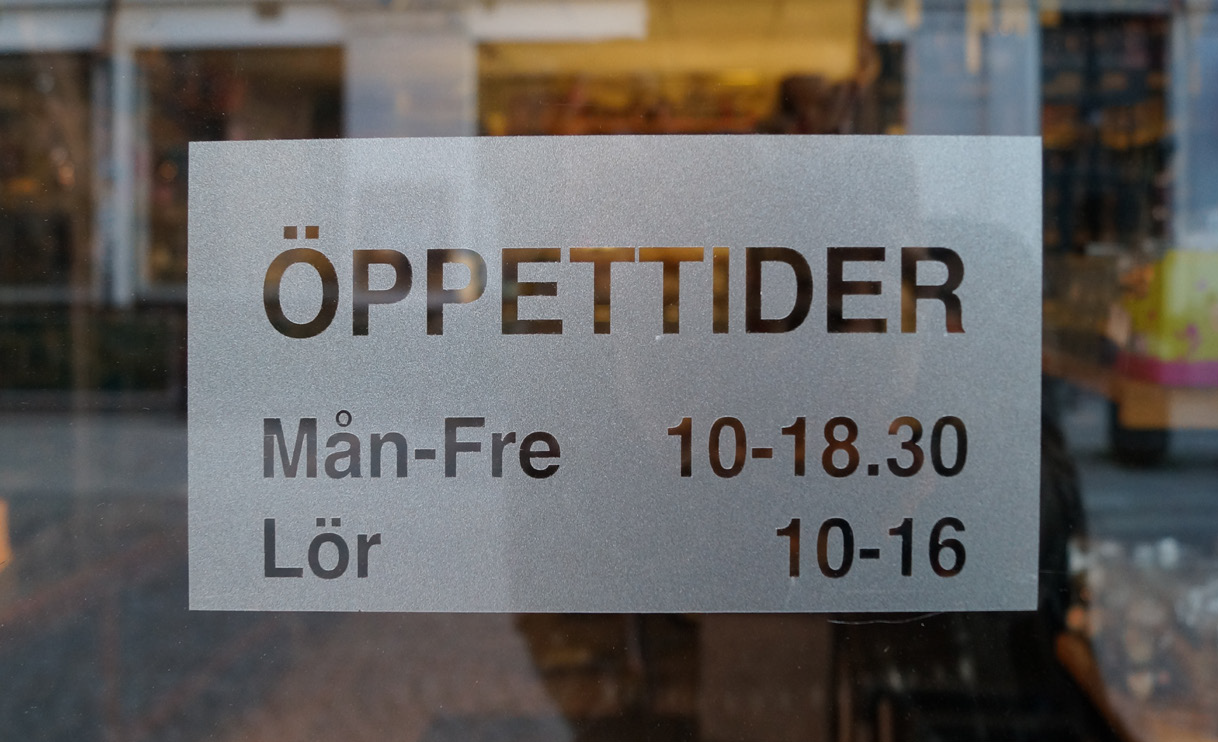 ÖPPETTIDER
Mån-Fre 10-18.30
Lör 10-16